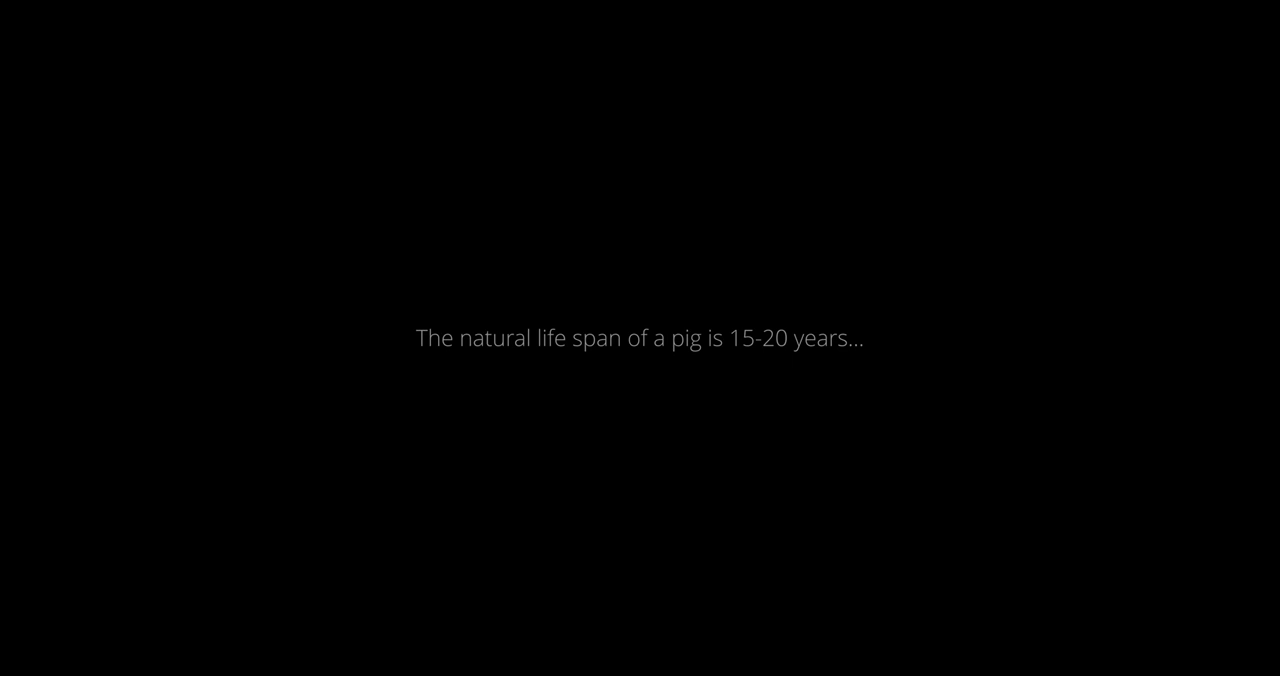 The natural life span of a pig is 15-20 years...